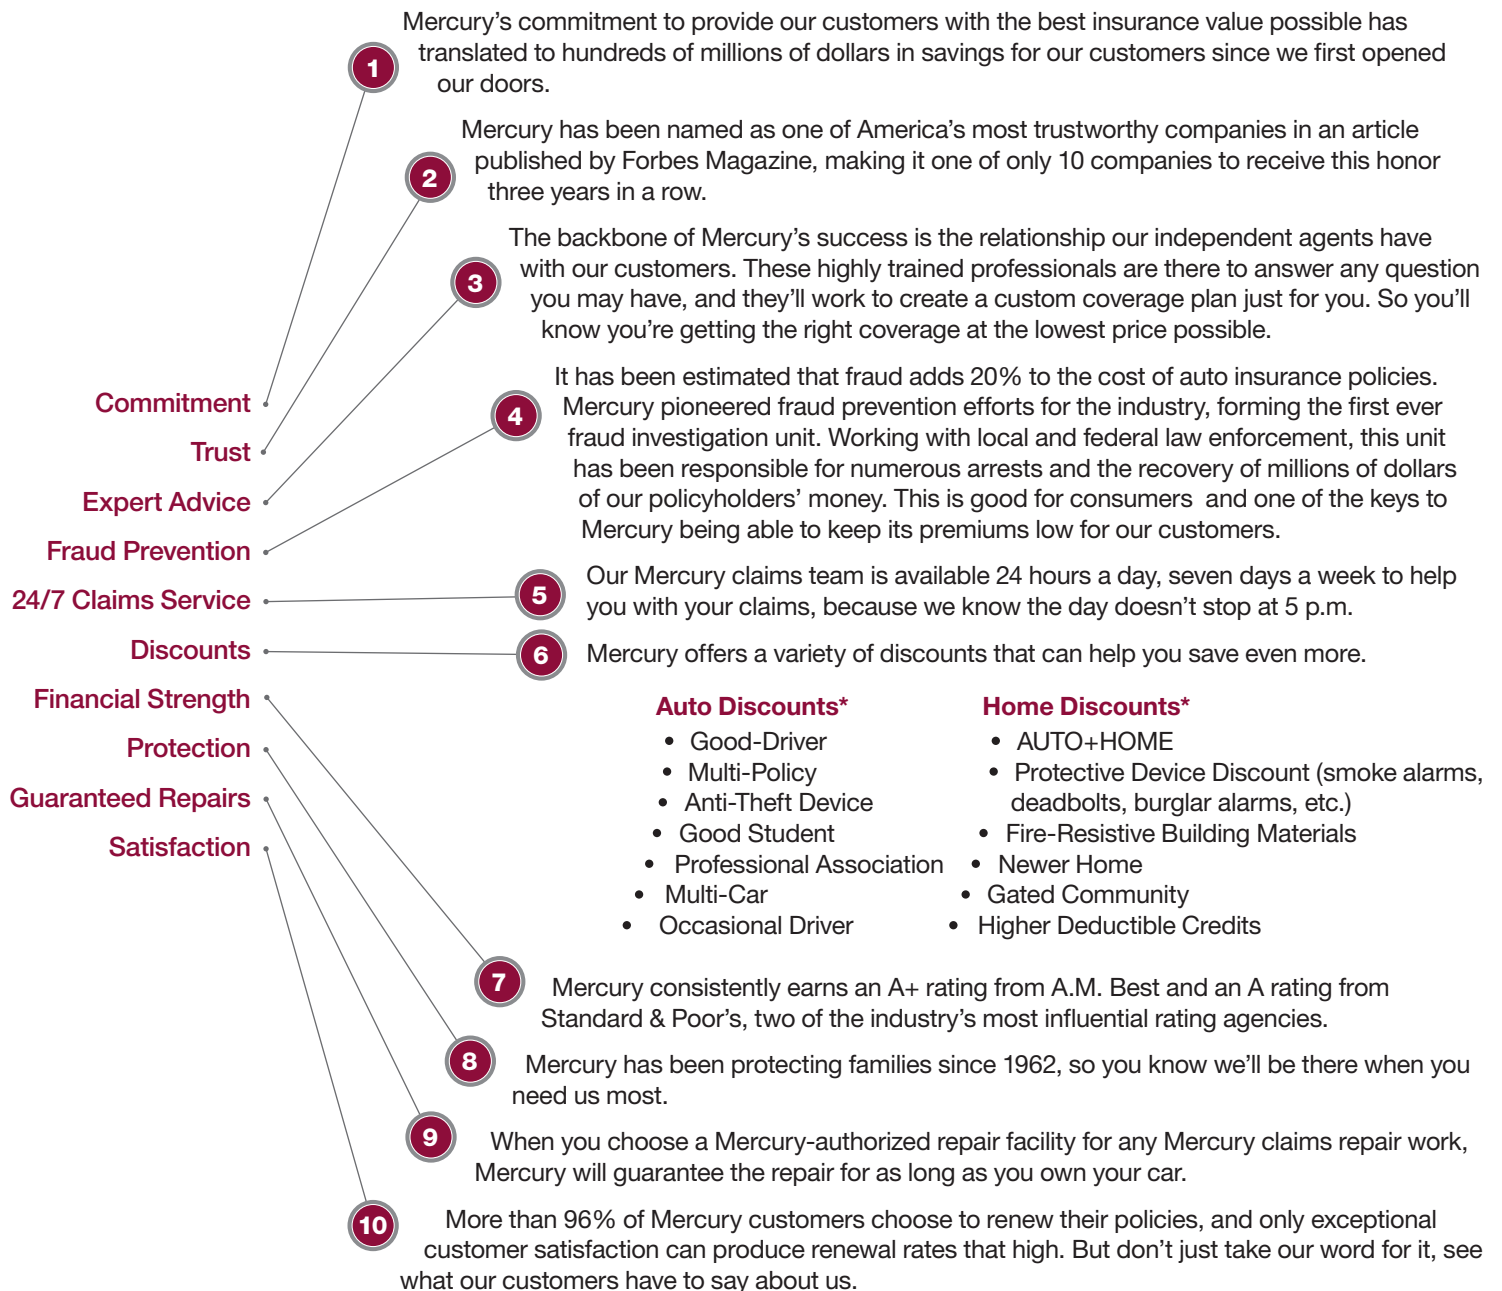 Mercury’s commitment to provide our customers with the best insurance value possible has
translated to hundreds of millions of dollars in savings for our customers since we first opened
our doors.
1
Mercury has been named as one of America’s most trustworthy companies in an article
published by Forbes Magazine, making it one of only 10 companies to receive this honor
three years in a row.
2
The backbone of Mercury’s success is the relationship our independent agents have
with our customers. These highly trained professionals are there to answer any question
you may have, and they’ll work to create a custom coverage plan just for you. So you’ll
know you’re getting the right coverage at the lowest price possible.
3
It has been estimated that fraud adds 20% to the cost of auto insurance policies.
Mercury pioneered fraud prevention efforts for the industry, forming the first ever
fraud investigation unit. Working with local and federal law enforcement, this unit
has been responsible for numerous arrests and the recovery of millions of dollars
of our policyholders’ money. This is good for consumers  and one of the keys to
Mercury being able to keep its premiums low for our customers.
4
Commitment
Trust
Expert Advice
Fraud Prevention
24/7 Claims Service
Discounts
Financial Strength
Protection
Guaranteed Repairs
Satisfaction
5
Our Mercury claims team is available 24 hours a day, seven days a week to help
you with your claims, because we know the day doesn’t stop at 5 p.m.
6
Mercury offers a variety of discounts that can help you save even more.
Auto Discounts*
• Good-Driver
• Multi-Policy
• Anti-Theft Device
• Good Student
• Professional Association
• Multi-Car
• Occasional Driver
Home Discounts*
• AUTO+HOME
• Protective Device Discount (smoke alarms,
deadbolts, burglar alarms, etc.)
• Fire-Resistive Building Materials
• Newer Home
• Gated Community
• Higher Deductible Credits
7
Mercury consistently earns an A+ rating from A.M. Best and an A rating from
Standard & Poor’s, two of the industry’s most influential rating agencies.
8
Mercury has been protecting families since 1962, so you know we’ll be there when you
need us most.
9
When you choose a Mercury-authorized repair facility for any Mercury claims repair work,
Mercury will guarantee the repair for as long as you own your car.
10
More than 96% of Mercury customers choose to renew their policies, and only exceptional
customer satisfaction can produce renewal rates that high. But don’t just take our word for it, see
what our customers have to say about us.